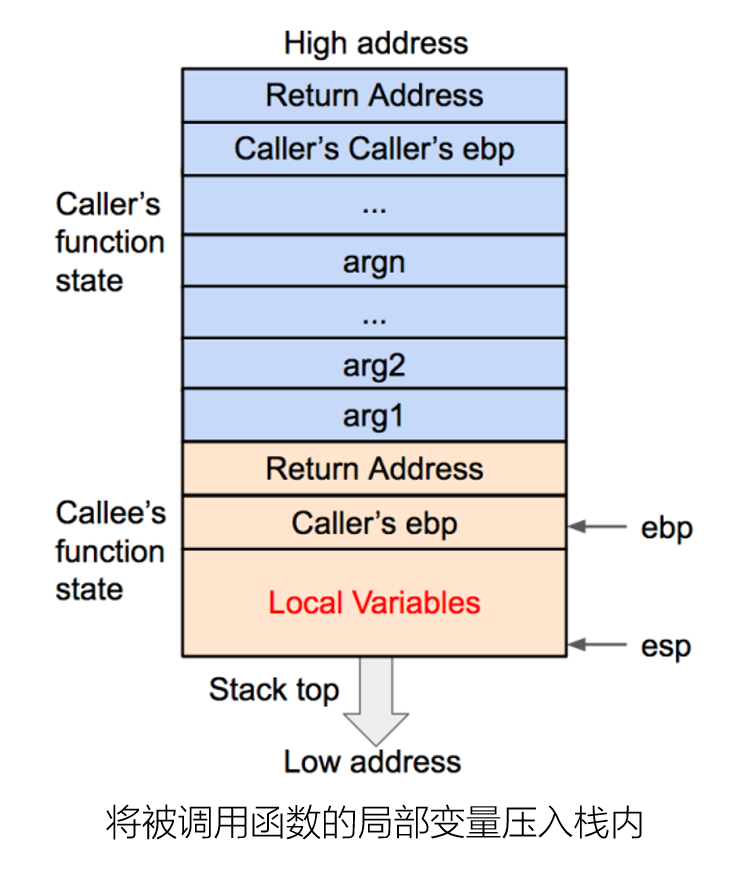 High address
Return Address
Caller's Caller's ebp
...
Caller's
function
state
argn
...
arg2
arg1
Return Address
Callee's
function
state
Caller's ebp
ebp
Local Variables
esp
Stack top
Low address
将被调用函数的局部变量压入栈内